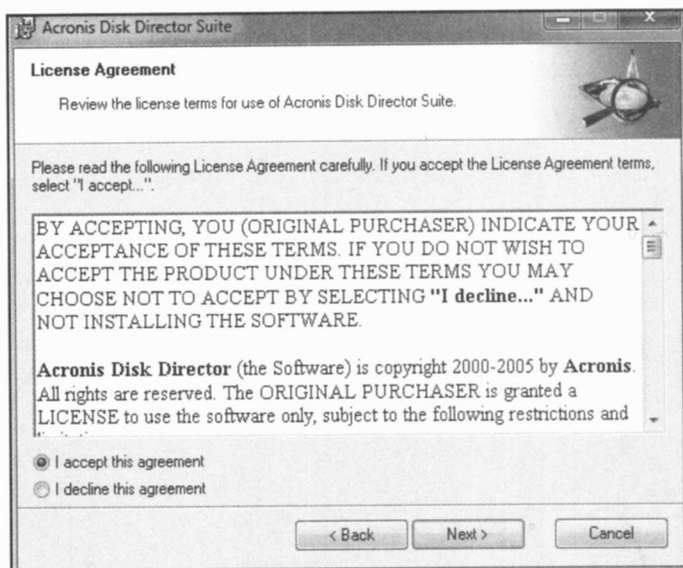 Acronis Disk Director Suite
License Agreement
Review the license terms for use of Acronis Disk Director Suite.
Please read the following License Agreement carefully. If you accept the License Agreement terms,
select "I accept...".
BY ACCEPTING, YOU (ORIGINAL PURCHASER) INDICATE YOUR
ACCEPTANCE OF THESE TERMS. IF YOU DO NOT WISH TO
ACCEPT THE PRODUCT UNDER THESE TERMS YOU MAY
CHOOSE NOT TO ACCEPT BY SELECTING "I decline..." AND
NOT INSTALLING THE SOFTWARE.
Acronis Disk Director (the Software) is copyright 2000-2005 by Acronis.
All rights are reserved. The ORIGINAL PURCHASER is granted a
LICENSE to use the software only, subject to the following restrictions and
I accept this agreement
I decline this agreement
< Back
Next >
Cancel